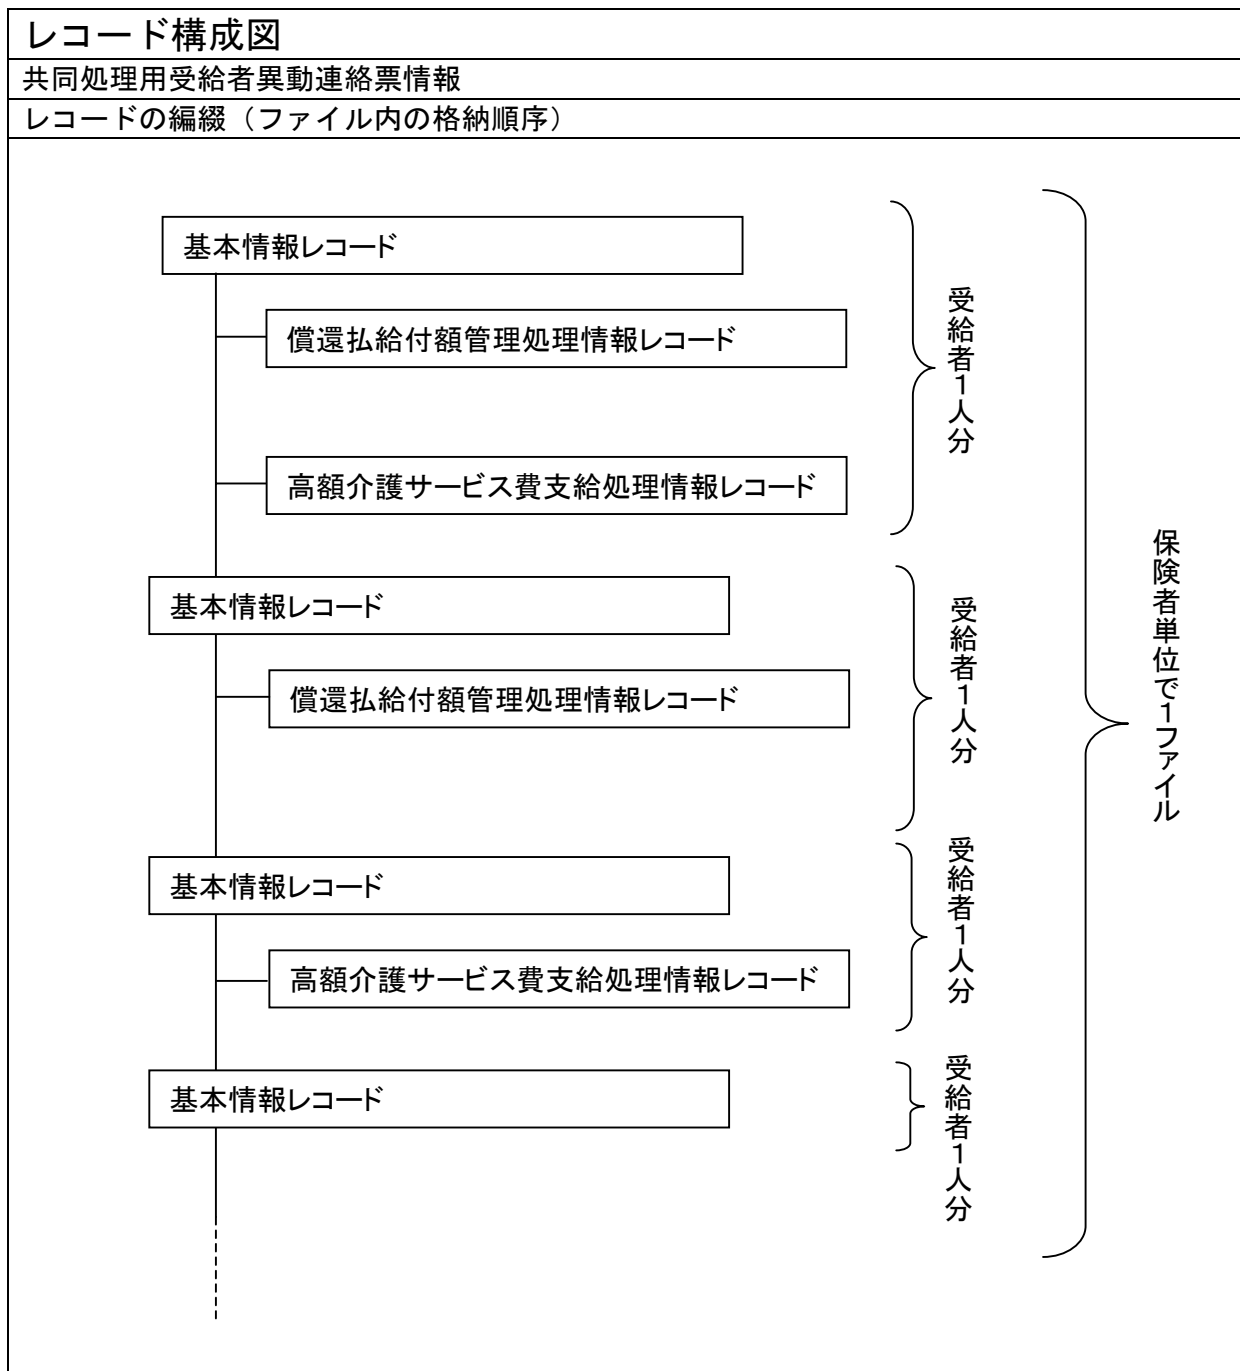 レコード構成図
共同処理用受給者異動連絡票情報
レコードの編綴（ファイル内の格納順序）
基本情報レコード
償還払給付額管理処理情報レコード
高額介護サービス費支給処理情報レコード
受給者１人分
基本情報レコード
償還払給付額管理処理情報レコード
受給者１人分
基本情報レコード
高額介護サービス費支給処理情報レコード
受給者１人分
基本情報レコード
受給者１人分
保険者単位で１ファイル